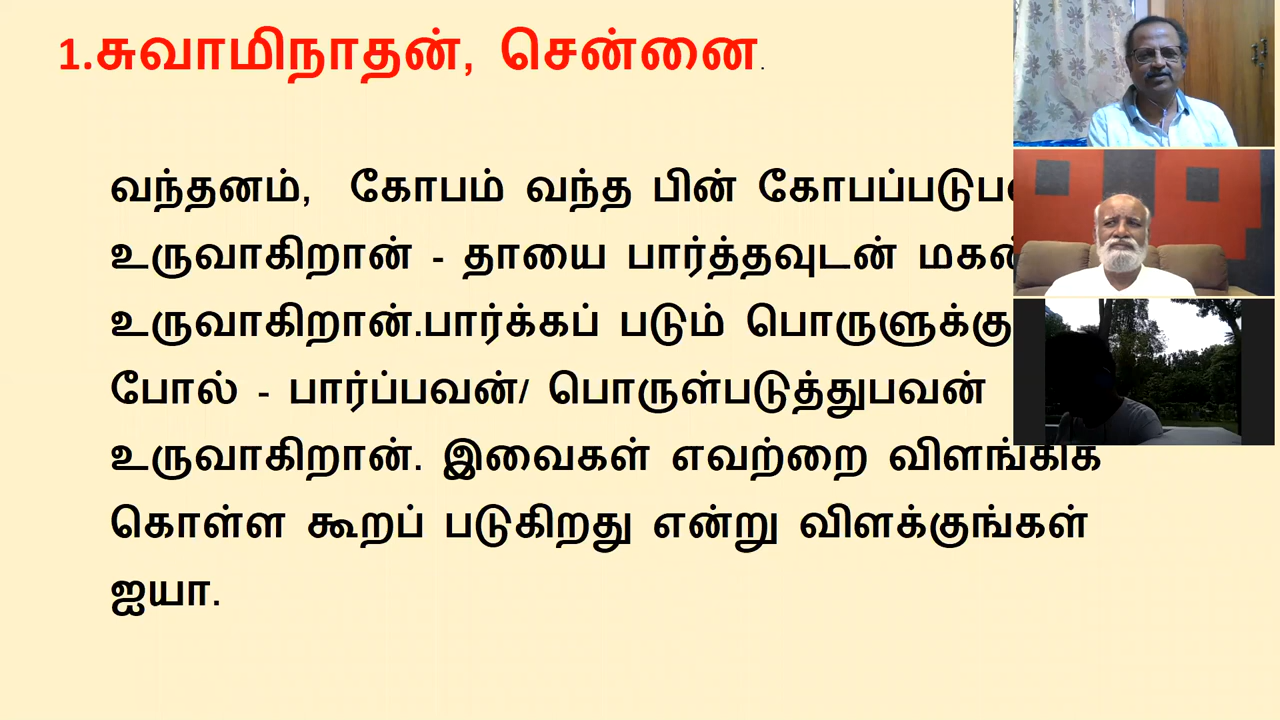 1.சுவாமிநாதன், சென்னை.
வந்தனம், கோபம் வந்த பின்
உருவாகிறான் - தாயை பார்த்தவுடன்
உருவாகிறான்.பார்க்கப் படும் பொருளுக்கு
போல் - பார்ப்பவன்/ பொருள்படுத்துபவன்
உருவாகிறான். இவைகள் எவற்றை விளங்கிக்
கொள்ள கூறப் படுகிறது என்று விளக்குங்கள்
ஐயா.